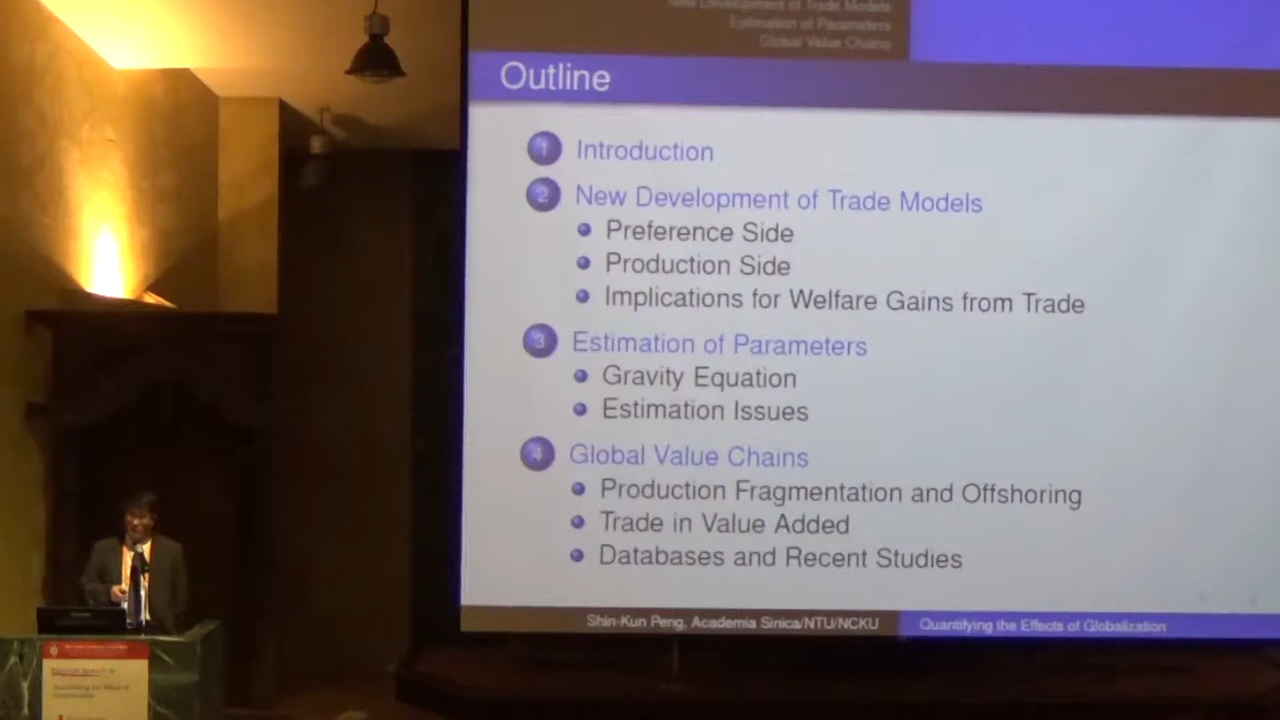 New Development of Trade Models
Estimation of Parameters
Global Value Chains
Outline
1 Introduction
2 New Development of Trade Models
Preference Side
Production Side
Implications for Welfare Gains from Trade
3 Estimation of Parameters
Gravity Equation
Estimation Issues
4 Global Value Chains
Production Fragmentation and Offshoring
Trade in Value Added
Databases and Recent Studies
Shin-Kun Peng, Academia Sinica/NTU/NCKU
Quantifying the Effects of Globalization